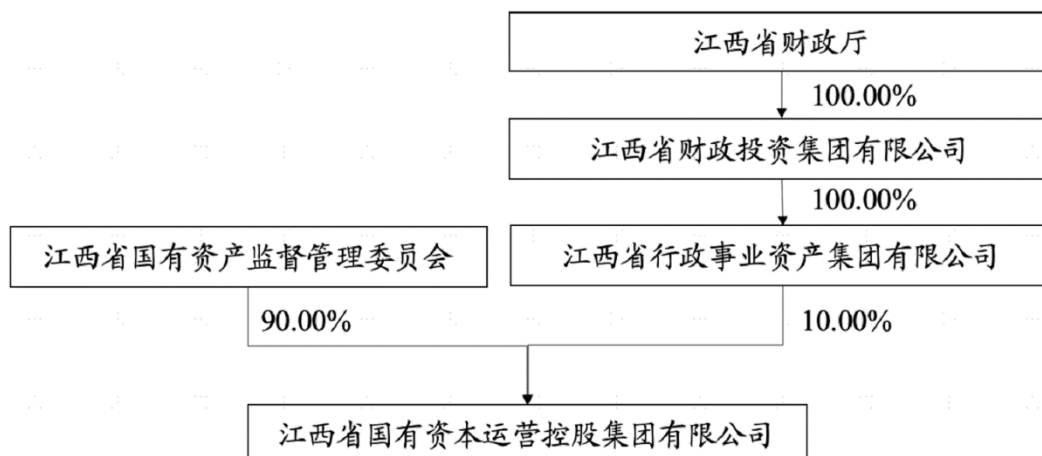 江西省财政厅
100.00%
江西省财政投资集团有限公司
100.00%
江西省国有资产监督管理委员会
江西省行政事业资产集团有限公司
90.00%
10.00%
江西省国有资本运营控股集团有限公司